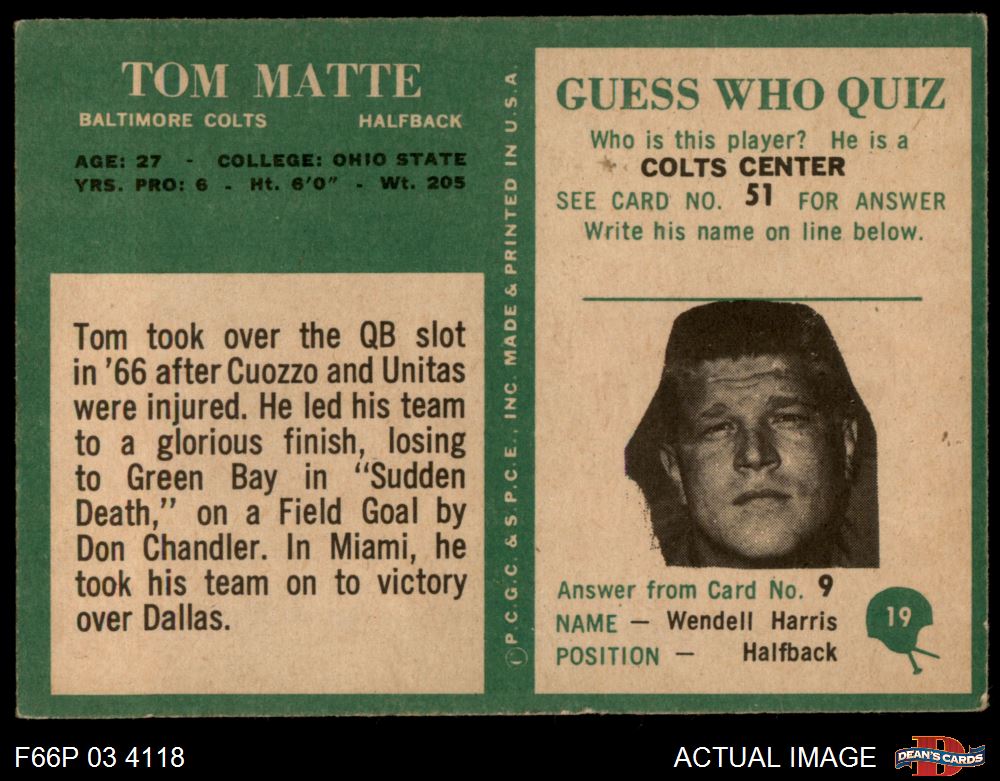 TOM MATTE
BALTIMORE COLTS HALFBACK
AGE: 27 - COLLEGE: OHIO STATE
YRS. PRO: 6 - Ht. 6'0" - Wt. 205
Tom took over the QB slot
in '66 after Cuozzo and Unitas
were injured. He led his team
to a glorious finish, losing
to Green Bay in "Sudden
Death," on a Field Goal by
Don Chandler. In Miami, he
took his team on to victory
over Dallas.
© P.C.G.C. & S.P.C.E., INC. MADE & PRINTED IN U.S.A.
GUESS WHO QUIZ
Who is this player? He is a
COLTS CENTER
SEE CARD NO. 51 FOR ANSWER
Write his name on line below.
Answer from Card No. 9
NAME — Wendell Harris
POSITION — Halfback
19
F66P 03 4118
ACTUAL IMAGE
D
DEAN'S CARDS